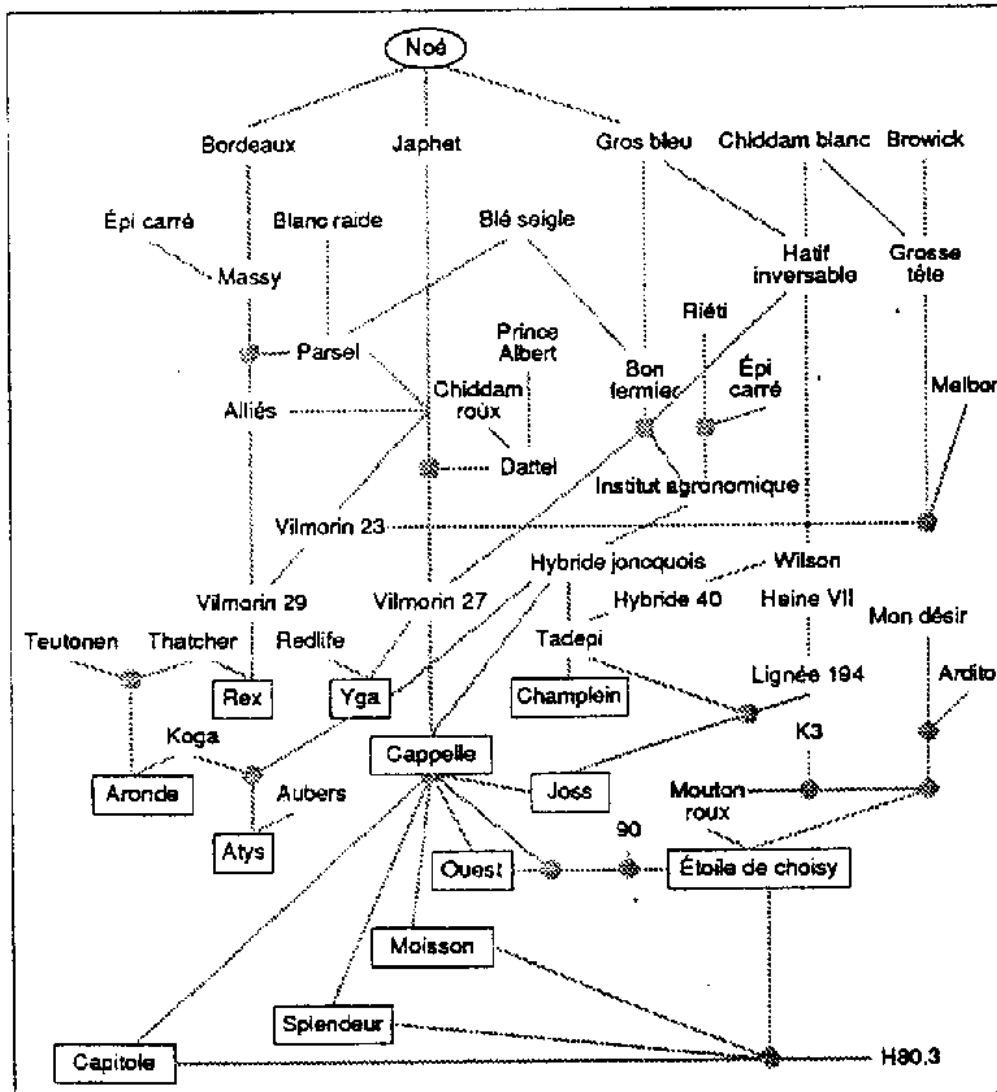 Noé
Bordeaux Japhet Gros bleu Chiddam blanc Browick
Épi carré Blanc raide Blé seigle
Hatif
inversable
Grosse
tête
Massy
Riéti
Parsel
Prince
Albert
Bon
fermier
Épi
carré
Chiddam
roux
Melbor
Alliés
Dattel
Institut agronomique
Vilmorin 23
Hybride joncquois Wilson
Vilmorin 29 Vilmorin 27 Hybride 40 Heine VII
Mon désir
Teutonen Thatcher Redlife Tadepi
Rex Yga Champlein Lignée 194 Ardito
Koga K3
Cappelle
Aronde Aubers Joss Mouton
roux
90
Atys Ouest Étoile de choisy
Moisson
Splendeur
Capitole H80.3